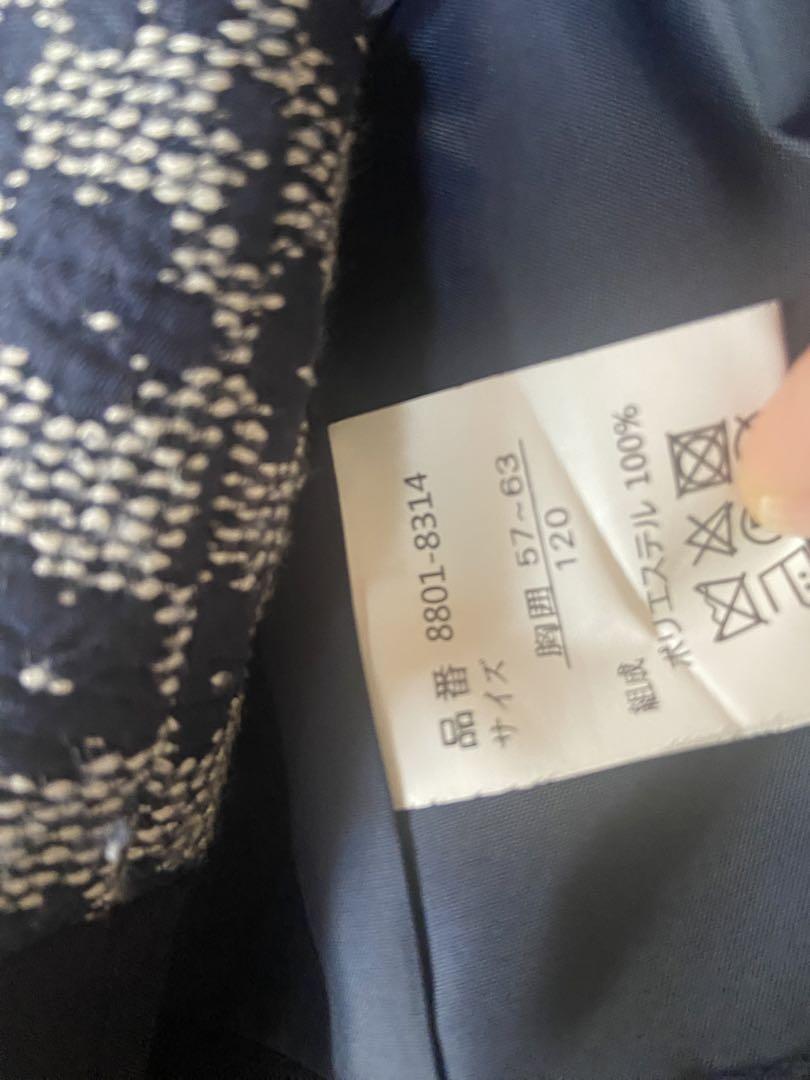 品番 8801-8314
サイズ
胸囲 57~63
120
組成
ポリエステル 100%